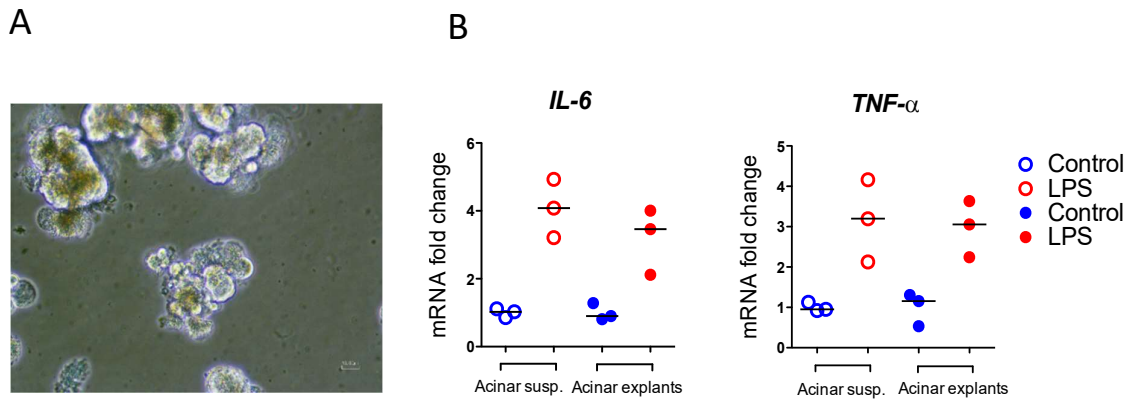 A
B
IL-6
mRNA fold change
6
4
2
0
Acinar susp.
Acinar explants
TNF-α
mRNA fold change
5
4
3
2
1
0
Acinar susp.
Acinar explants
Control
LPS
Control
LPS